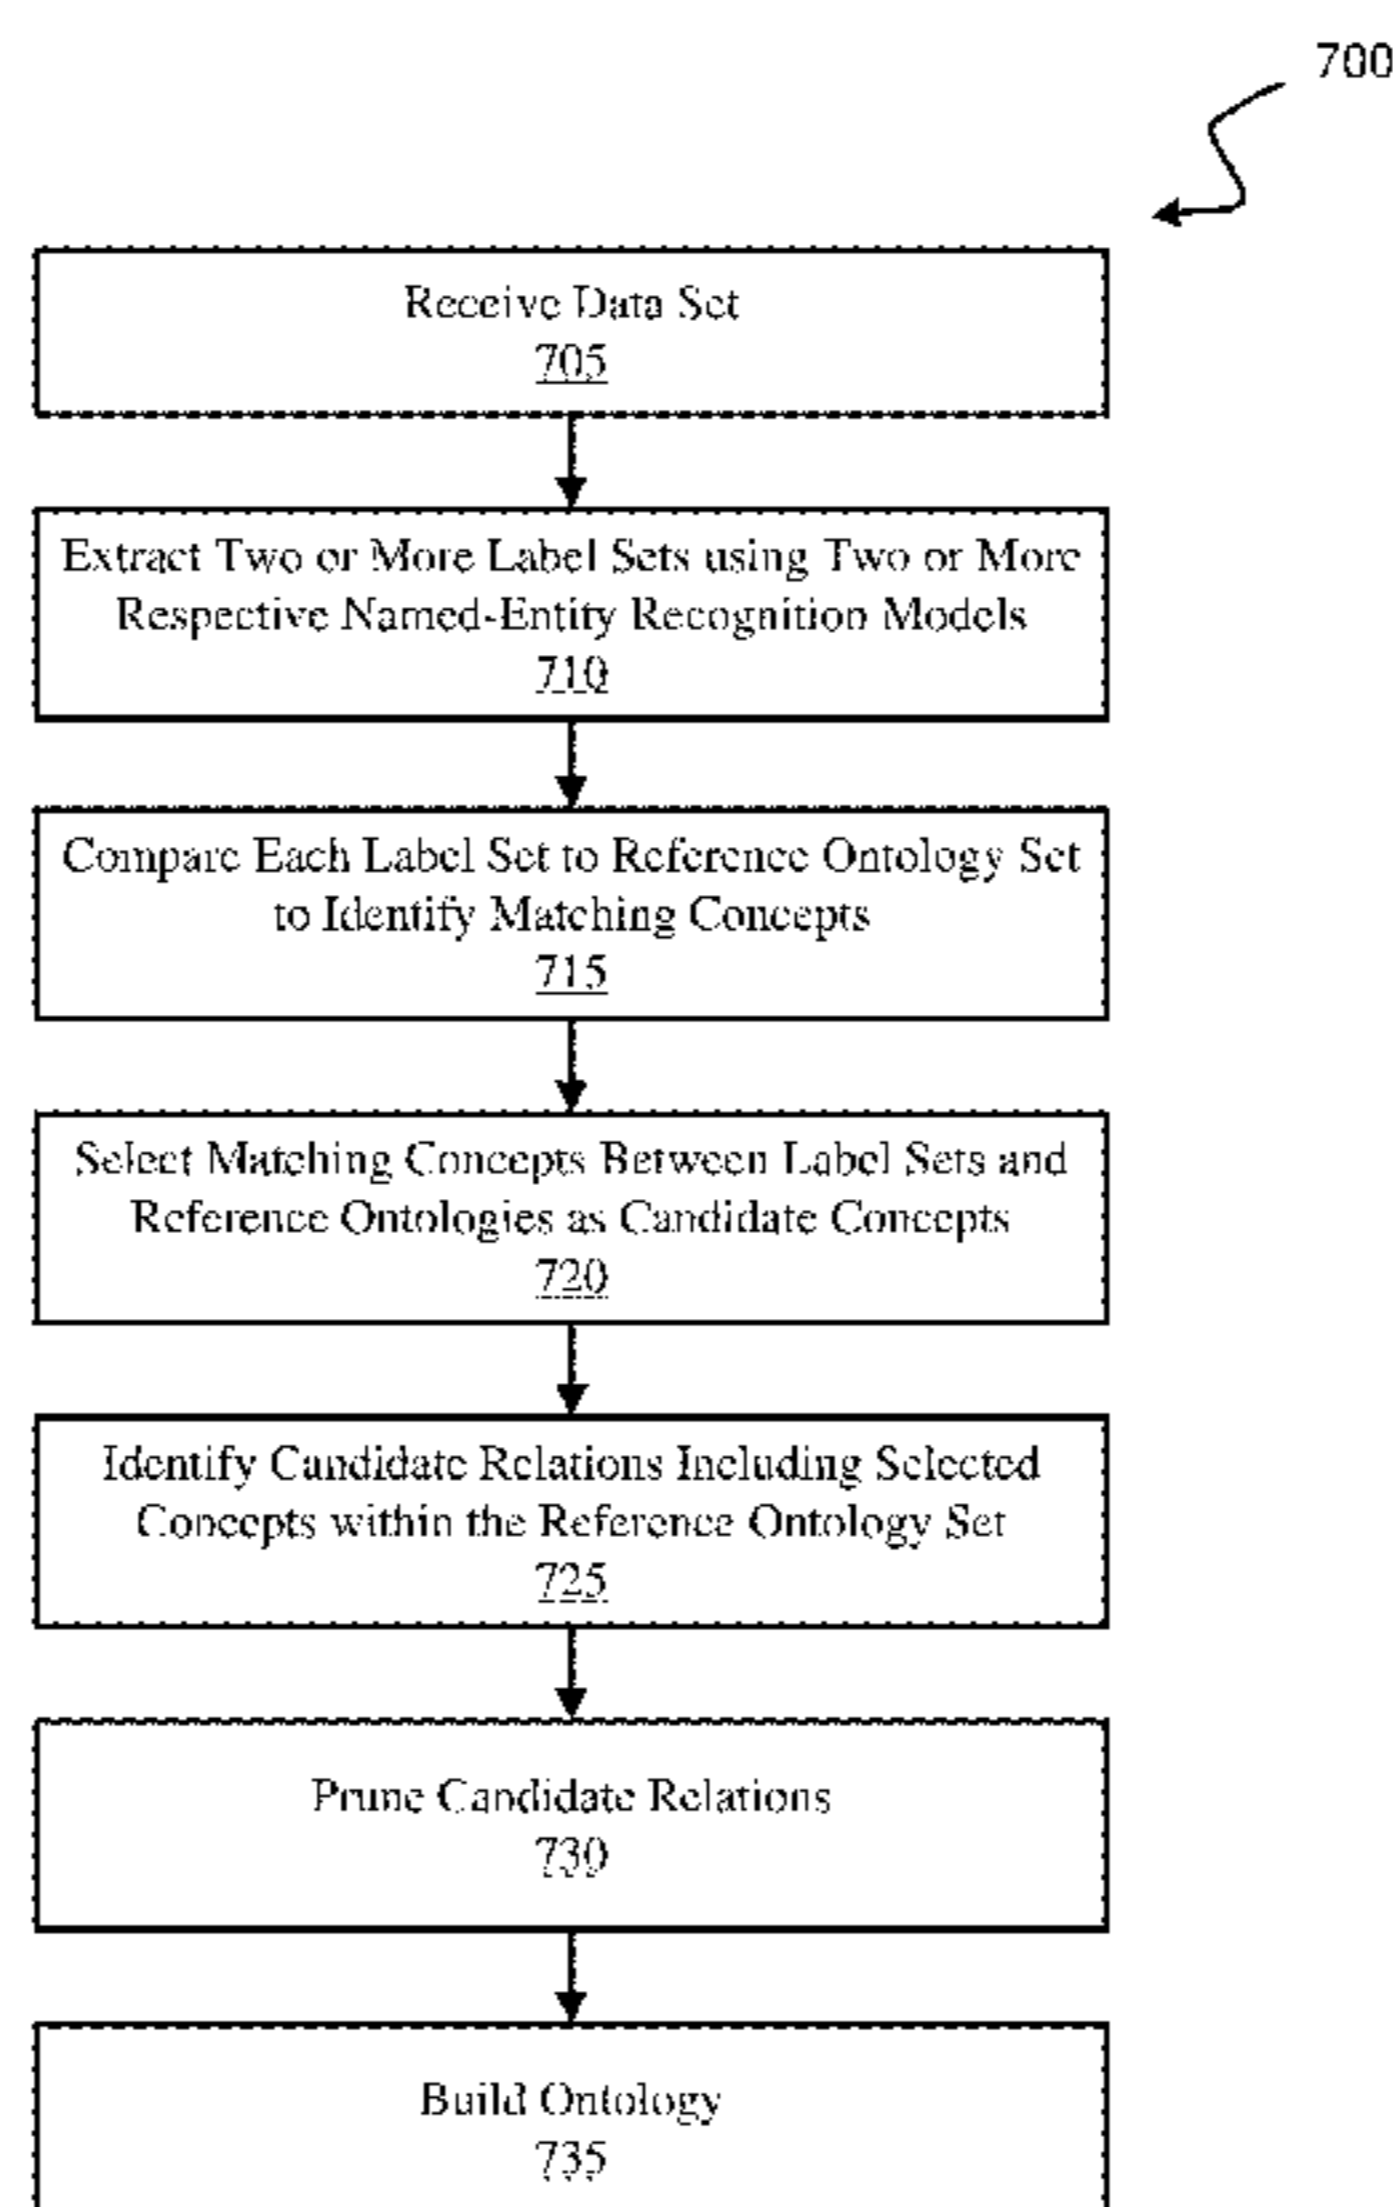 700
Receive Data Set
705
Extract Two or More Label Sets using Two or More
Respective Named-Entity Recognition Models
710
Compare Each Label Set to Reference Ontology Set
to Identify Matching Concepts
715
Select Matching Concepts Between Label Sets and
Reference Ontologies as Candidate Concepts
720
Identify Candidate Relations Including Selected
Concepts within the Reference Ontology Set
725
Prune Candidate Relations
730
Build Ontology
735